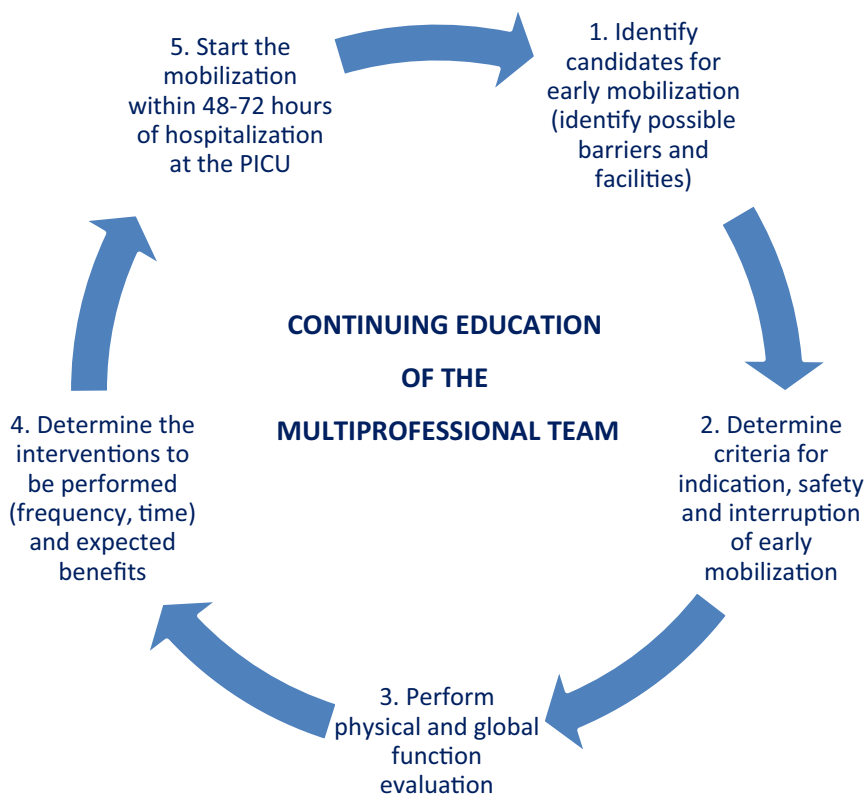 1. Identify
candidates for
early mobilization
(identify possible
barriers and
facilities)
2. Determine
criteria for
indication, safety
and interruption
of early
mobilization
3. Perform
physical and global
function
evaluation
4. Determine the
interventions to
be performed
(frequency, time)
and expected
benefits
5. Start the
mobilization
within 48-72 hours
of hospitalization
at the PICU
CONTINUING EDUCATION
OF THE
MULTIPROFESSIONAL TEAM